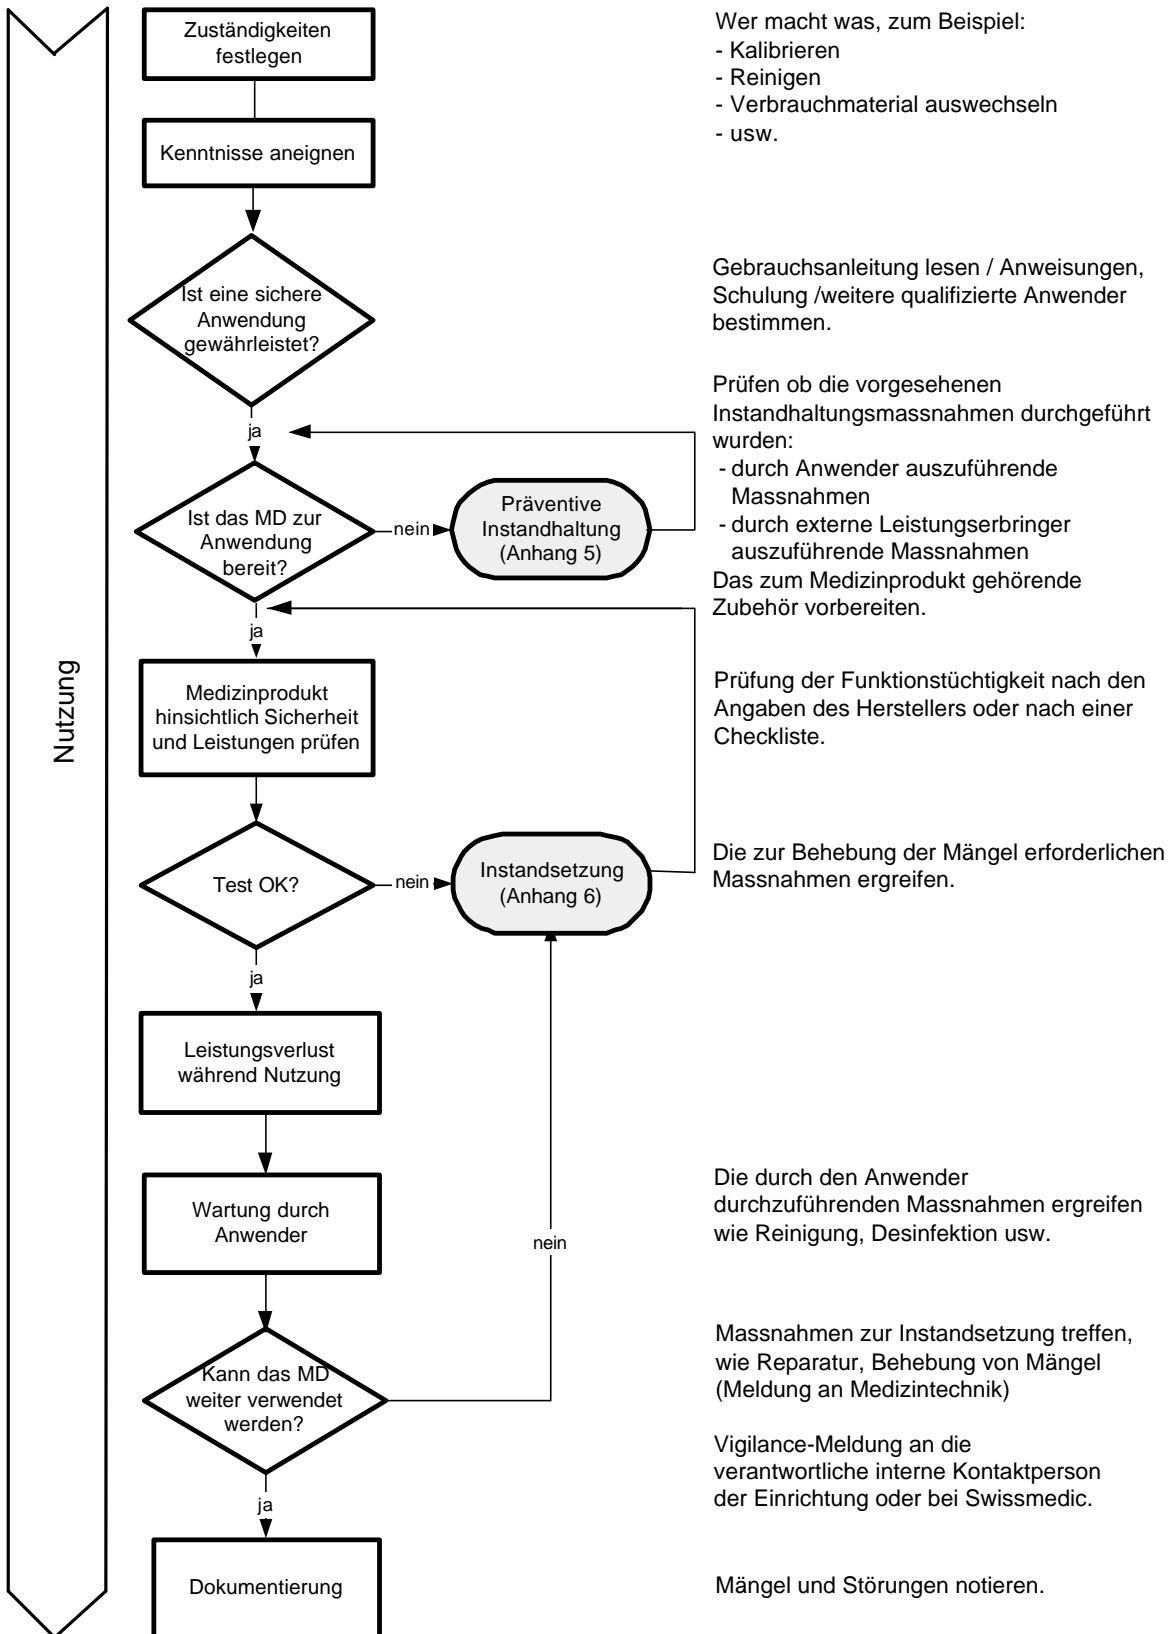 Zuständigkeiten
festlegen
Wer macht was, zum Beispiel:
- Kalibrieren
- Reinigen
- Verbrauchmaterial auswechseln
- usw.
Kenntnisse aneignen
Ist eine sichere
Anwendung
gewährleistet?
Gebrauchsanleitung lesen / Anweisungen,
Schulung /weitere qualifizierte Anwender
bestimmen.
ja
Ist das MD zur
Anwendung
bereit?
nein
Präventive
Instandhaltung
(Anhang 5)
Prüfen ob die vorgesehenen
Instandhaltungsmassnahmen durchgeführt
wurden:
- durch Anwender auszuführende
Massnahmen
- durch externe Leistungserbringer
auszuführende Massnahmen
Das zum Medizinprodukt gehörende
Zubehör vorbereiten.
ja
Nutzung
Medizinprodukt
hinsichtlich Sicherheit
und Leistungen prüfen
Prüfung der Funktionstüchtigkeit nach den
Angaben des Herstellers oder nach einer
Checkliste.
Test OK?
nein
Instandsetzung
(Anhang 6)
Die zur Behebung der Mängel erforderlichen
Massnahmen ergreifen.
ja
Leistungsverlust
während Nutzung
Wartung durch
Anwender
nein
Die durch den Anwender
durchzuführenden Massnahmen ergreifen
wie Reinigung, Desinfektion usw.
Kann das MD
weiter verwendet
werden?
Massnahmen zur Instandsetzung treffen,
wie Reparatur, Behebung von Mängel
(Meldung an Medizintechnik)
Vigilance-Meldung an die
verantwortliche interne Kontaktperson
der Einrichtung oder bei Swissmedic.
ja
Dokumentierung
Mängel und Störungen notieren.